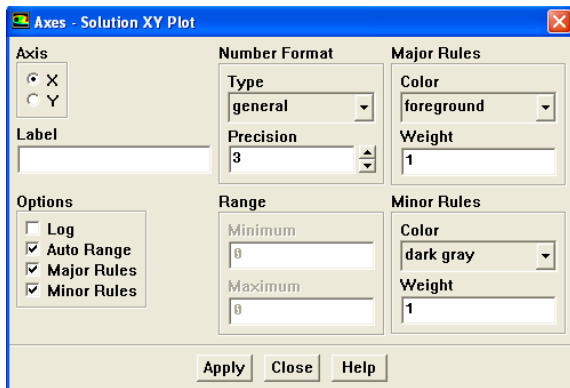 Axes - Solution XY Plot
Axis
X
Y
Label
Number Format
Type
general
Precision
3
Major Rules
Color
foreground
Weight
1
Options
Log
Auto Range
Major Rules
Minor Rules
Range
Minimum
0
Maximum
0
Minor Rules
Color
dark gray
Weight
1
Apply Close Help